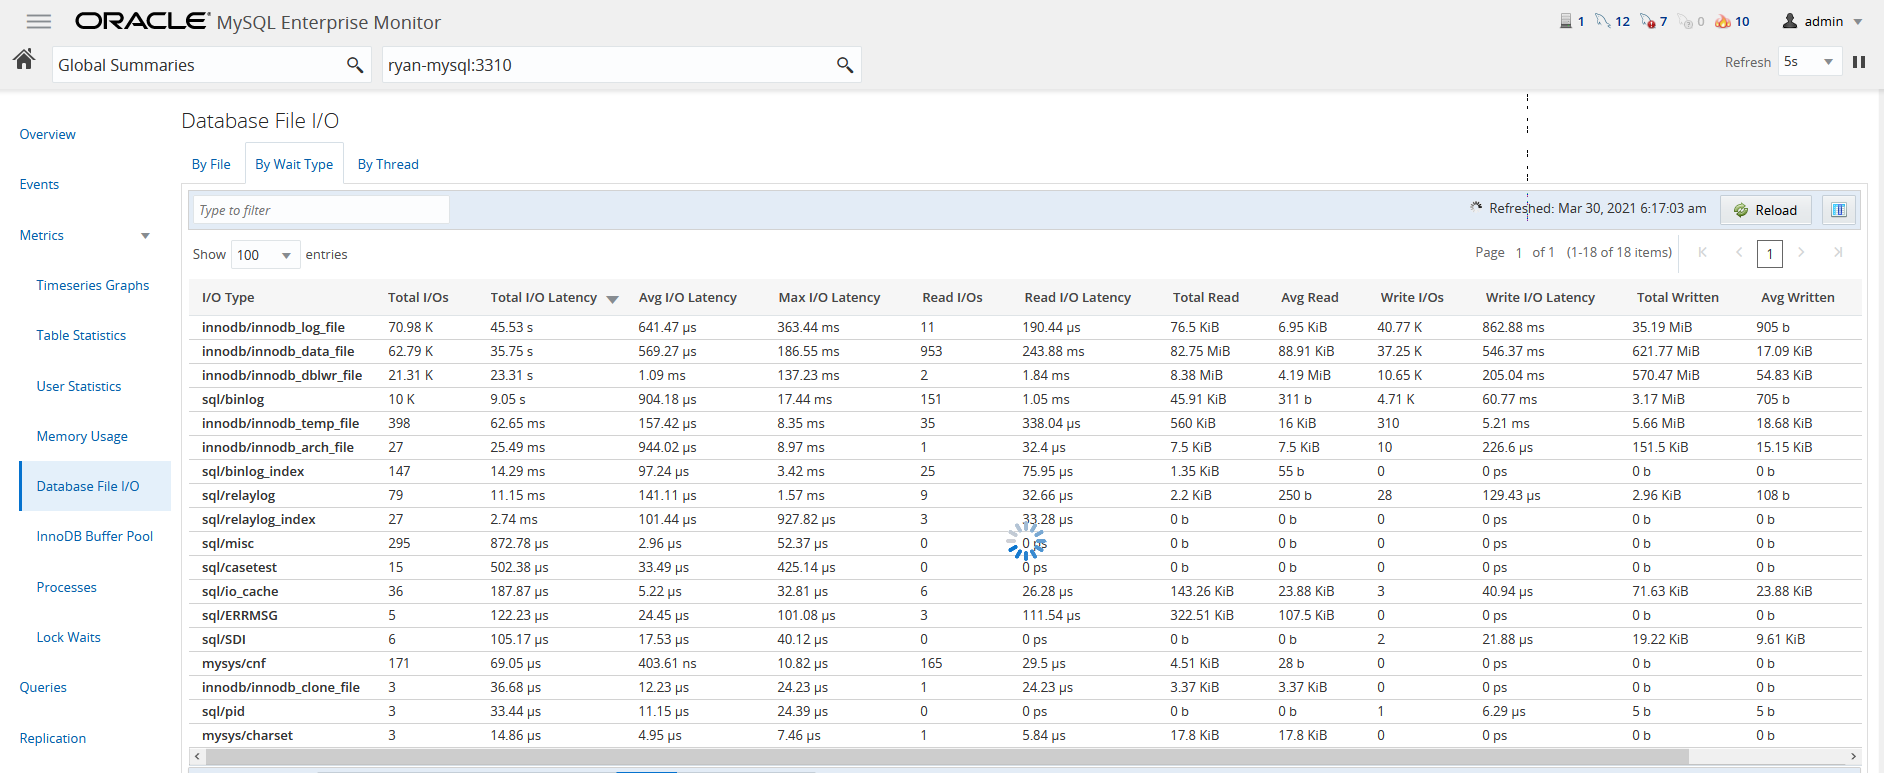 ORACLE MySQL Enterprise Monitor 1 12 7 0 10 admin
Global Summaries ryan-mysql:3310 Refresh 5s
Database File I/O
Overview
By File By Wait Type By Thread
Events
Type to filter Refreshed: Mar 30, 2021 6:17:03 am Reload
Metrics
Show 100 entries Page 1 of 1 (1-18 of 18 items) 1
Timeseries Graphs
Table Statistics
User Statistics
Memory Usage
Database File I/O
InnoDB Buffer Pool
Processes
Lock Waits
Queries
Replication
I/O Type Total I/Os Total I/O Latency Avg I/O Latency Max I/O Latency Read I/Os Read I/O Latency Total Read Avg Read Write I/Os Write I/O Latency Total Written Avg Written
innodb/innodb_log_file 70.98 K 45.53 s 641.47 µs 363.44 ms 11 190.44 µs 76.5 KiB 6.95 KiB 40.77 K 862.88 ms 35.19 MiB 905 b
innodb/innodb_data_file 62.79 K 35.75 s 569.27 µs 186.55 ms 953 243.88 ms 82.75 MiB 88.91 KiB 37.25 K 546.37 ms 621.77 MiB 17.09 KiB
innodb/innodb_dblwr_file 21.31 K 23.31 s 1.09 ms 137.23 ms 2 1.84 ms 8.38 MiB 4.19 MiB 10.65 K 205.04 ms 570.47 MiB 54.83 KiB
sql/binlog 10 K 9.05 s 904.18 µs 17.44 ms 151 1.05 ms 45.91 KiB 311 b 4.71 K 60.77 ms 3.17 MiB 705 b
innodb/innodb_temp_file 398 62.65 ms 157.42 µs 8.35 ms 35 338.04 µs 560 KiB 16 KiB 310 5.21 ms 5.66 MiB 18.68 KiB
innodb/innodb_arch_file 27 25.49 ms 944.02 µs 8.97 ms 1 32.4 µs 7.5 KiB 7.5 KiB 10 226.6 µs 151.5 KiB 15.15 KiB
sql/binlog_index 147 14.29 ms 97.24 µs 3.42 ms 25 75.95 µs 1.35 KiB 55 b 0 0 ps 0 b 0 b
sql/relaylog 79 11.15 ms 141.11 µs 1.57 ms 9 32.66 µs 2.2 KiB 250 b 28 129.43 µs 2.96 KiB 108 b
sql/relaylog_index 27 2.74 ms 101.44 µs 927.82 µs 3 33.28 µs 0 b 0 b 0 0 ps 0 b 0 b
sql/misc 295 872.78 µs 2.96 µs 52.37 µs 0 0 ps 0 b 0 b 0 0 ps 0 b 0 b
sql/casetest 15 502.38 µs 33.49 µs 425.14 µs 0 0 ps 0 b 0 b 0 0 ps 0 b 0 b
sql/io_cache 36 187.87 µs 5.22 µs 32.81 µs 6 26.28 µs 143.26 KiB 23.88 KiB 3 40.94 µs 71.63 KiB 23.88 KiB
sql/ERRMSG 5 122.23 µs 24.45 µs 101.08 µs 3 111.54 µs 322.51 KiB 107.5 KiB 0 0 ps 0 b 0 b
sql/SDI 6 105.17 µs 17.53 µs 40.12 µs 0 0 ps 0 b 0 b 2 21.88 µs 19.22 KiB 9.61 KiB
mysys/cnf 171 69.05 µs 403.61 ns 10.82 µs 165 29.5 µs 4.51 KiB 28 b 0 0 ps 0 b 0 b
innodb/innodb_clone_file 3 36.68 µs 12.23 µs 24.23 µs 1 24.23 µs 3.37 KiB 3.37 KiB 0 0 ps 0 b 0 b
sql/pid 3 33.44 µs 11.15 µs 24.39 µs 0 0 ps 0 b 0 b 1 6.29 µs 5 b 5 b
mysys/charset 3 14.86 µs 4.95 µs 7.46 µs 1 5.84 µs 17.8 KiB 17.8 KiB 0 0 ps 0 b 0 b